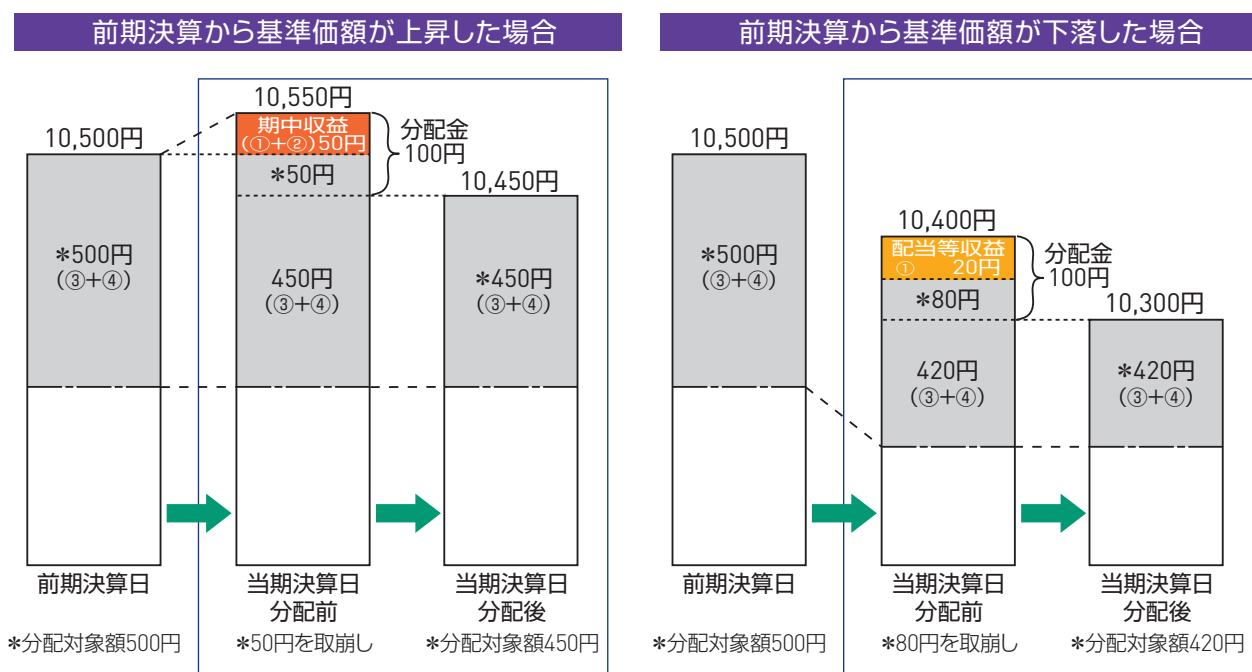 前期決算から基準価額が上昇した場合
10,500円
10,550円
期中収益
(①+②)50円
分配金
100円
*50円
10,450円
*500円
(③+④)
450円
(③+④)
*450円
(③+④)
前期決算日
当期決算日
分配前
当期決算日
分配後
*分配対象額500円
*50円を取崩し
*分配対象額450円
前期決算から基準価額が下落した場合
10,500円
10,400円
配当等収益
① 20円
分配金
100円
*80円
10,300円
*500円
(③+④)
420円
(③+④)
*420円
(③+④)
前期決算日
当期決算日
分配前
当期決算日
分配後
*分配対象額500円
*80円を取崩し
*分配対象額420円